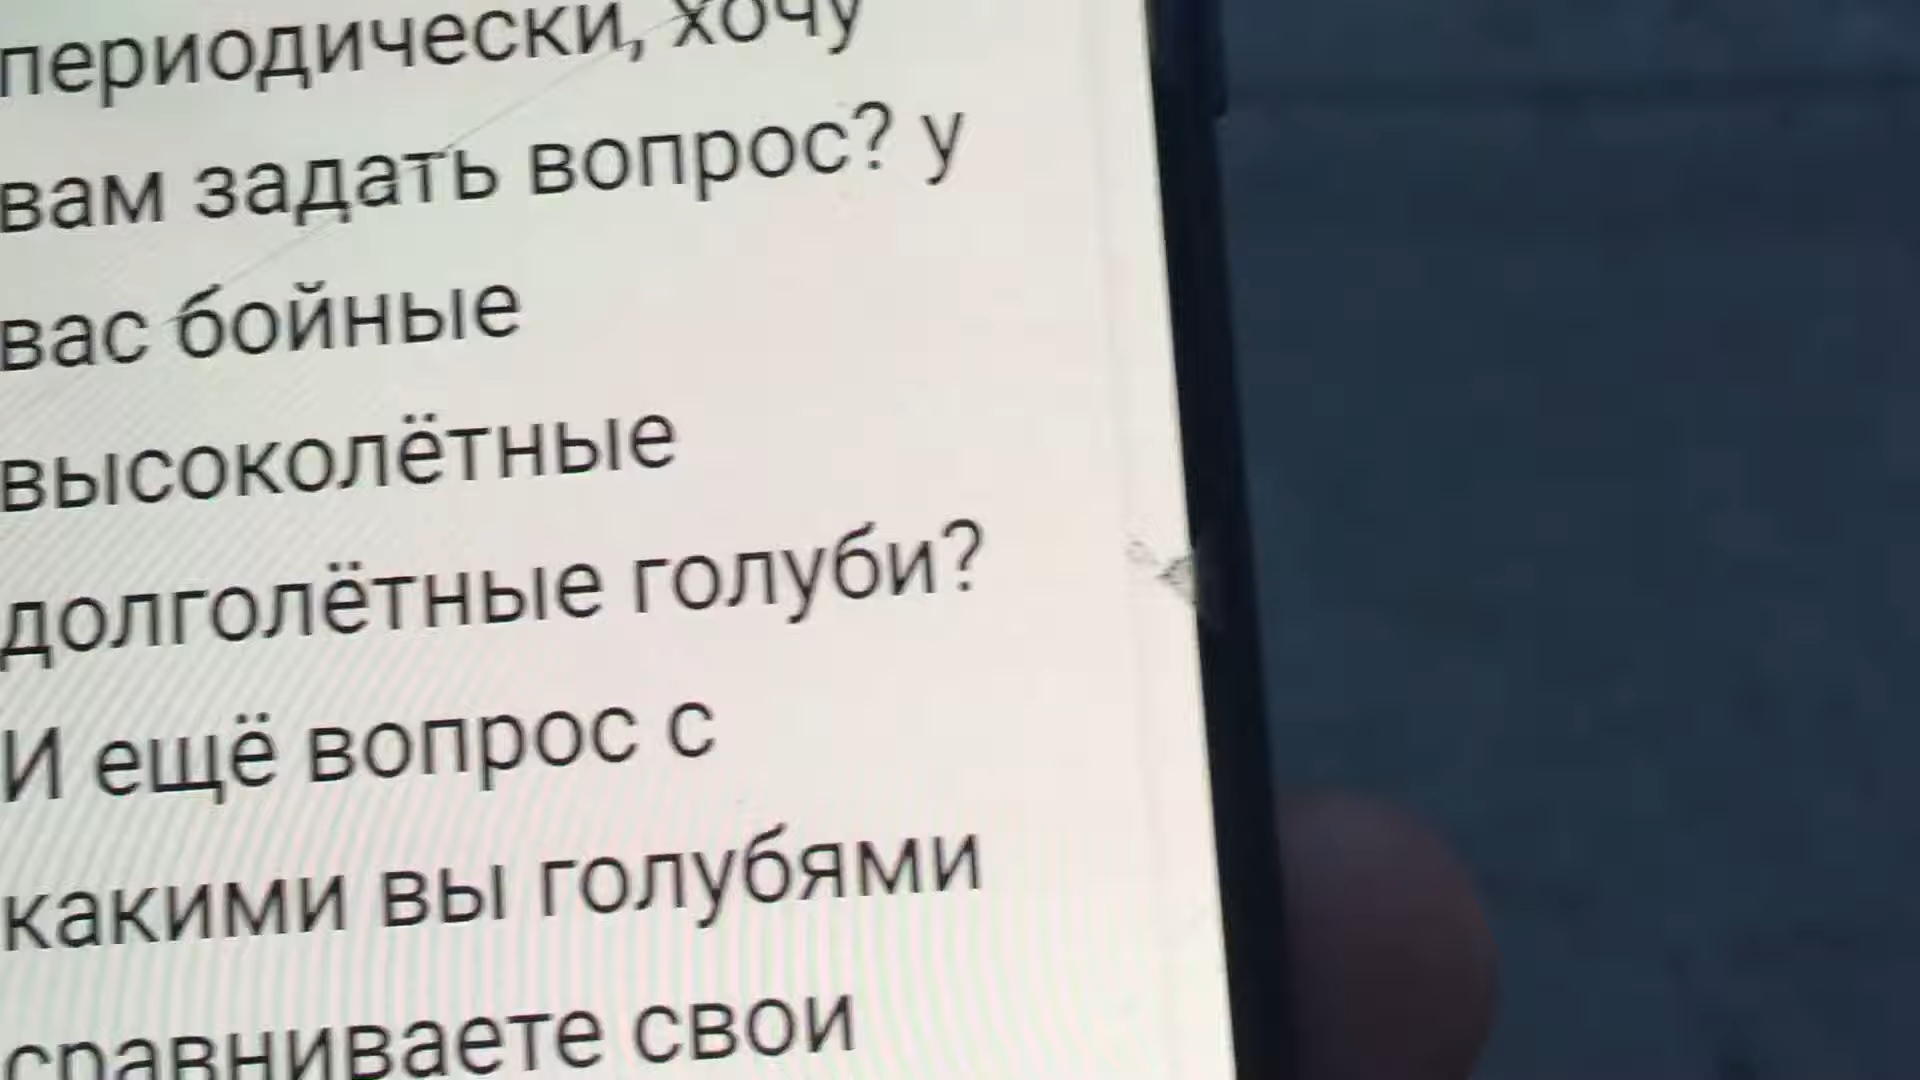 периодически, хочу
вам задать вопрос? у
вас бойные
высоколётные
долголётные голуби?
И ещё вопрос с
какими вы голубями
сравниваете свои